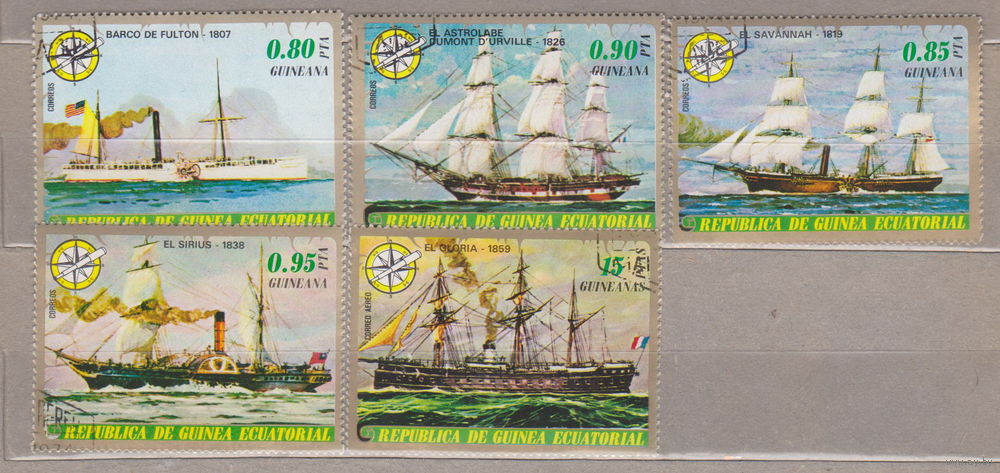 BARCO DE FULTON - 1807
0.80 PTA
GUINEANA
CORREOS
REPUBLICA DE GUINEA ECUATORIAL
EL ASTROLABE
DUMONT D'URVILLE - 1826
0.90 PTA
GUINEANA
CORREOS
REPUBLICA DE GUINEA ECUATORIAL
EL SAVANNAH - 1819
0.85 PTA
GUINEANA
CORREOS
REPUBLICA DE GUINEA ECUATORIAL
EL SIRIUS - 1838
0.95 PTA
GUINEANA
CORREOS
REPUBLICA DE GUINEA ECUATORIAL
EL GLORIA - 1859
15 PTAS
GUINEANAS
CORREO AEREO
REPUBLICA DE GUINEA ECUATORIAL